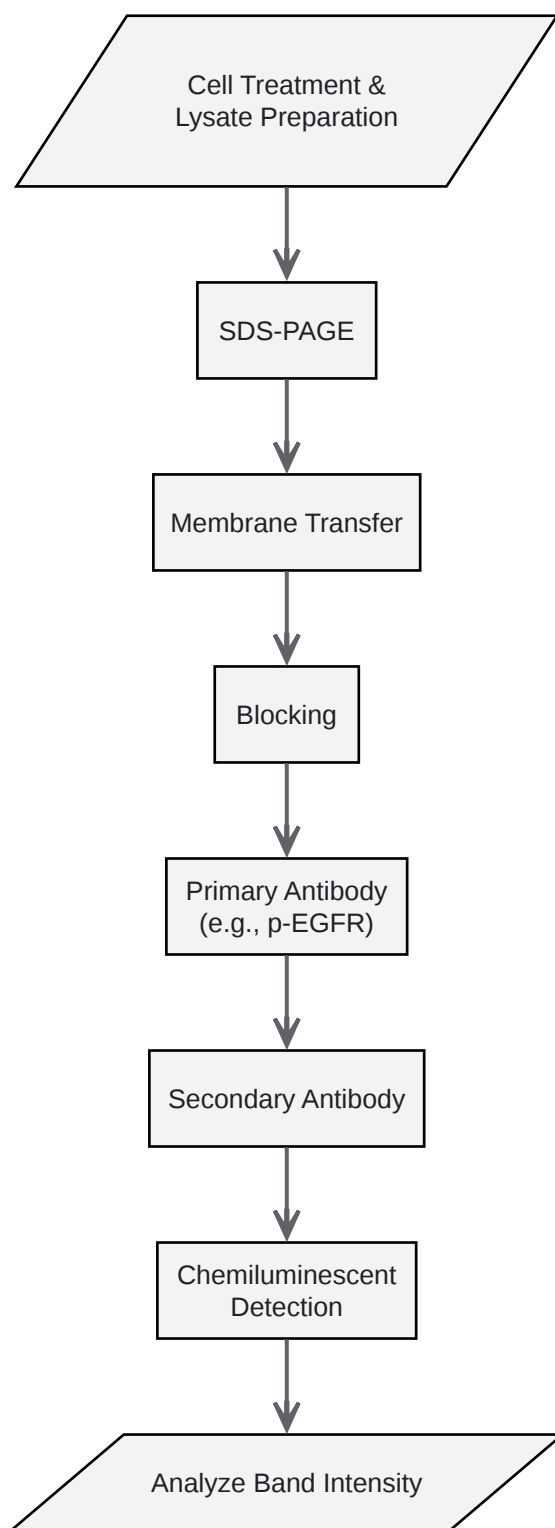 Cell Treatment &
Lysate Preparation
SDS-PAGE
Membrane Transfer
Blocking
Primary Antibody
(e.g., p-EGFR)
Secondary Antibody
Chemiluminescent
Detection
Analyze Band Intensity